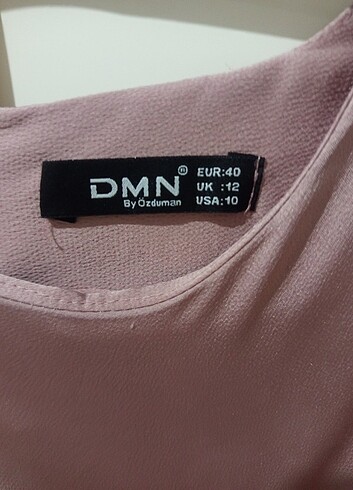 DMN®
By Özduman
EUR:40
UK :12
USA:10